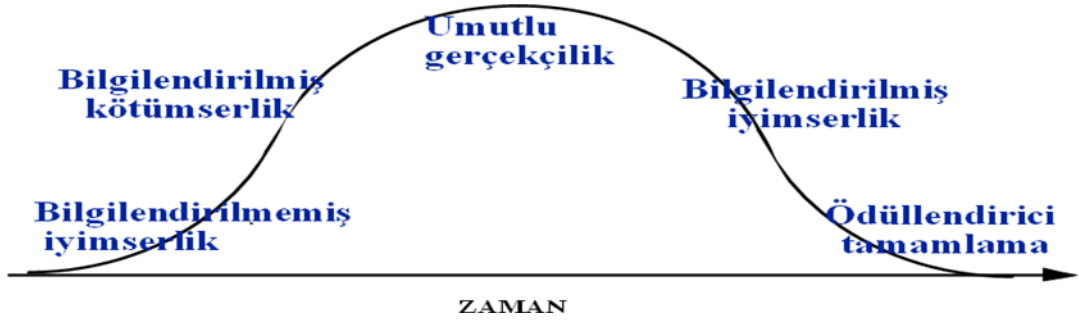 Umutlu
gerçekçilik
Bilgilendirilmiş
kötümserlik
Bilgilendirilmiş
iyimserlik
Bilgilendirilmemiş
iyimserlik
Ödüllendirici
tamamlama
ZAMAN